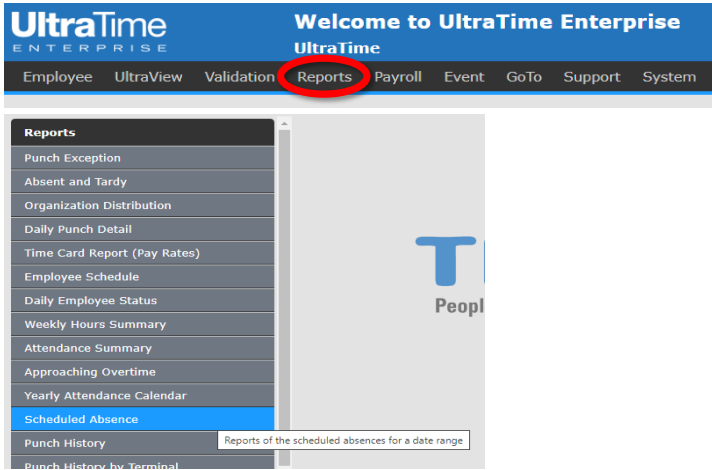 UltraTime
ENTERPRISE
Welcome to UltraTime Enterprise
UltraTime
Employee UltraView Validation Reports Payroll Event GoTo Support System
Reports
Punch Exception
Absent and Tardy
Organization Distribution
Daily Punch Detail
Time Card Report (Pay Rates)
Employee Schedule
Daily Employee Status
Weekly Hours Summary
Attendance Summary
Approaching Overtime
Yearly Attendance Calendar
Scheduled Absence
Reports of the scheduled absences for a date range
Punch History
Punch History by Terminal
T
Peopl